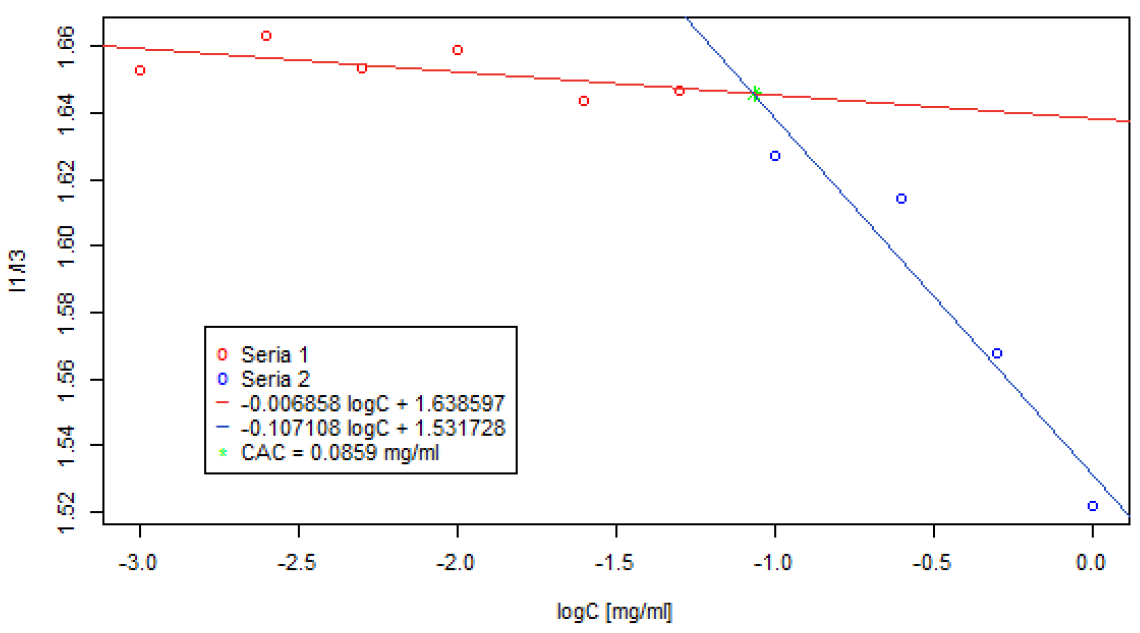 1.66
1.64
1.62
1.60
1.58
1.56
1.54
1.52
I1/I3
Seria 1
Seria 2
-0.006858 logC + 1.638597
-0.107108 logC + 1.531728
CAC = 0.0859 mg/ml
-3.0 -2.5 -2.0 -1.5 -1.0 -0.5 0.0
logC [mg/ml]